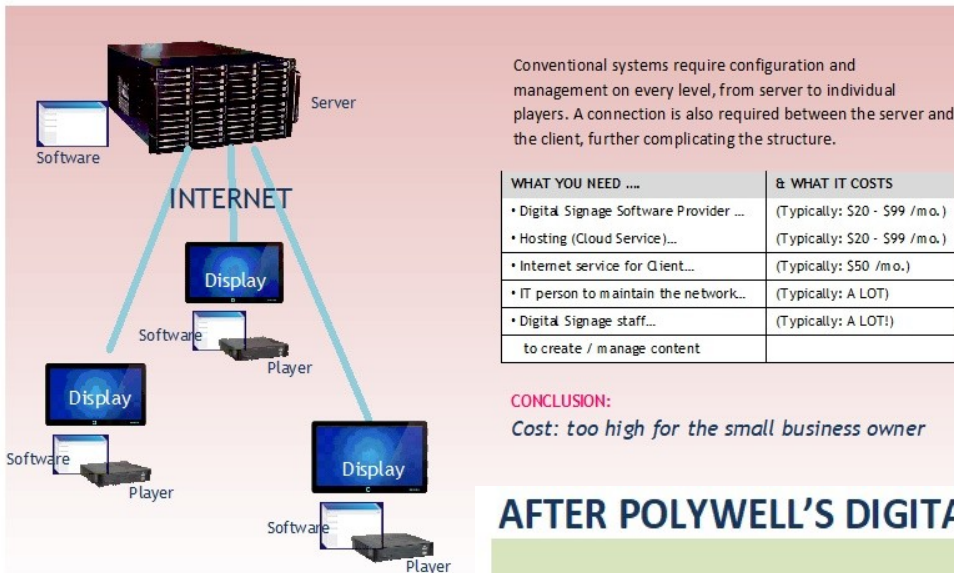 Server
Software
INTERNET
Display
Software
Player
Display
Software
Player
Display
Software
Player
Conventional systems require configuration and
management on every level, from server to individual
players. A connection is also required between the server and
the client, further complicating the structure.
WHAT YOU NEED .... & WHAT IT COSTS
• Digital Signage Software Provider ... (Typically: $20 - $99 /mo.)
• Hosting (Cloud Service)... (Typically: $20 - $99 /mo.)
• Internet service for Client... (Typically: $50 /mo.)
• IT person to maintain the network... (Typically: A LOT)
• Digital Signage staff... (Typically: A LOT!)
to create / manage content
CONCLUSION:
Cost: too high for the small business owner
AFTER POLYWELL'S DIGITA